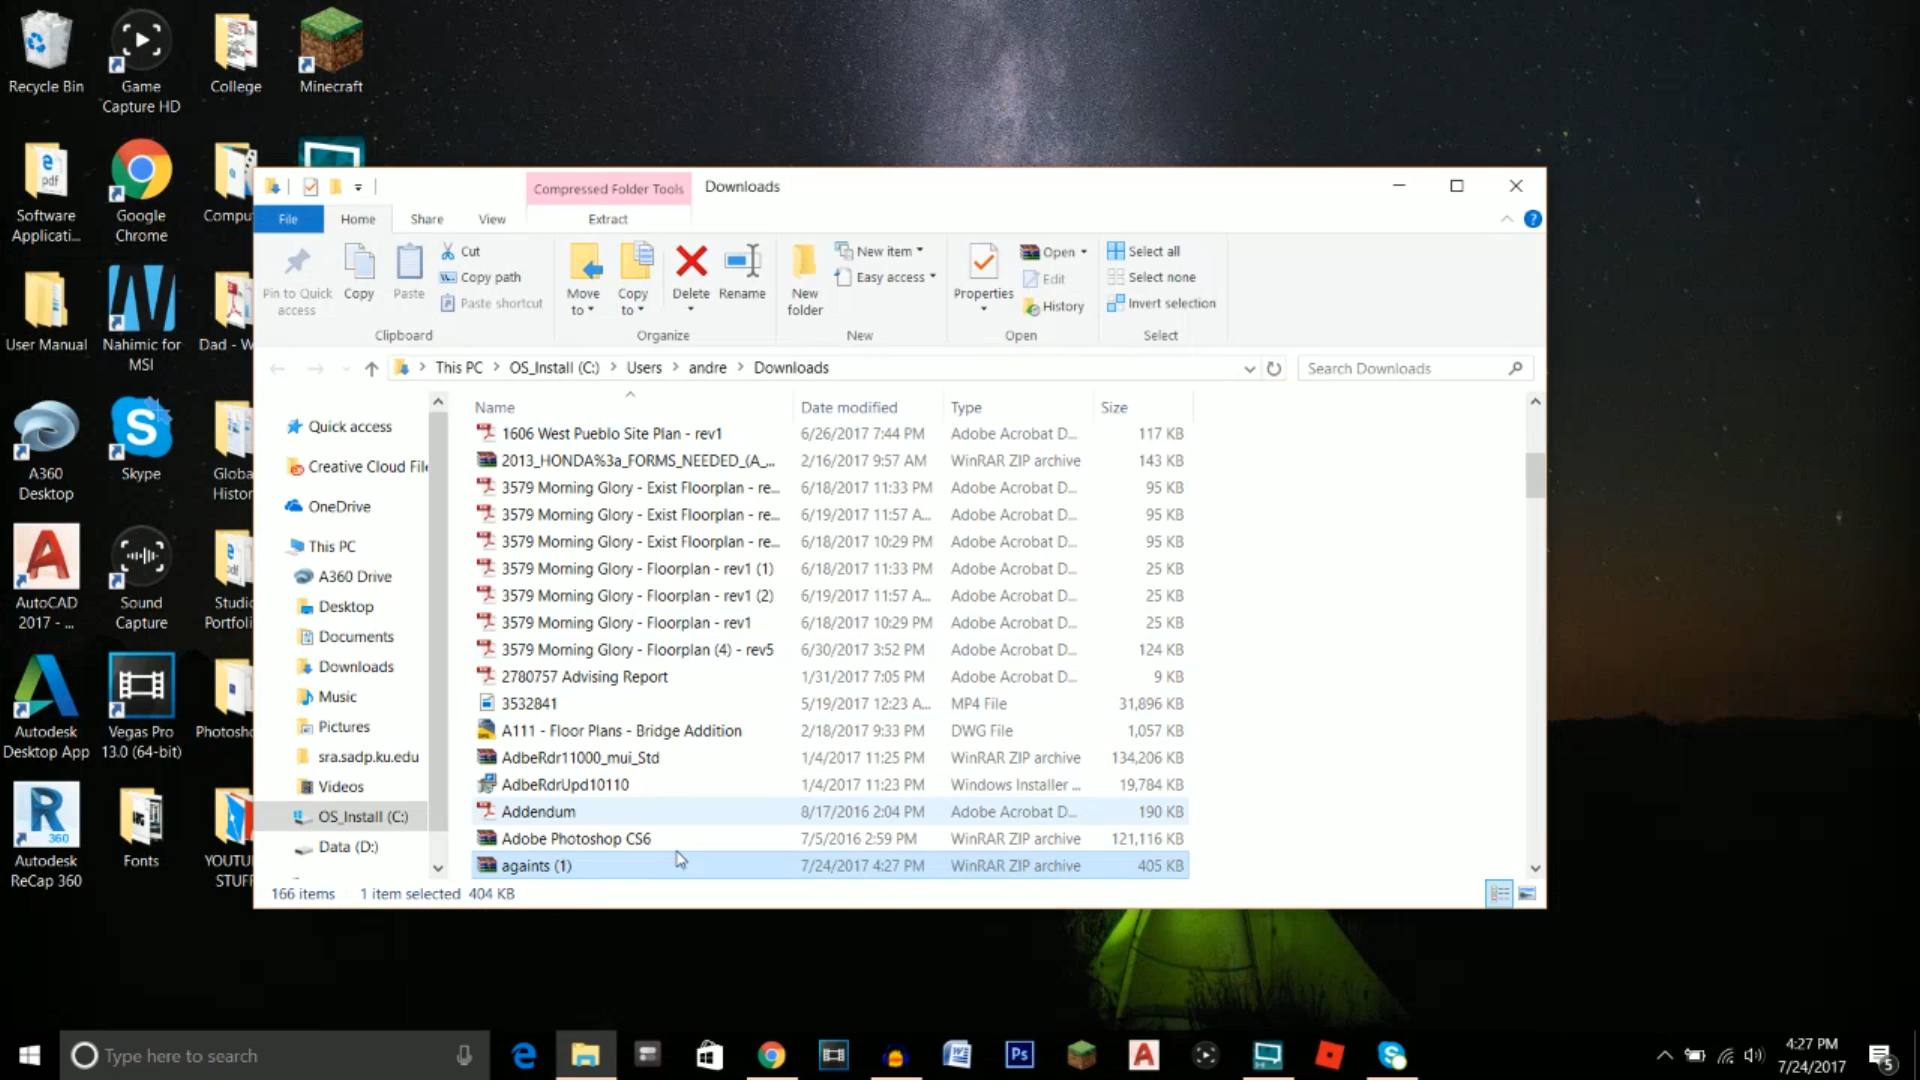 Recycle Bin
Game
Capture HD
College
Minecraft
Software
Applicati...
Google
Chrome
User Manual
Nahimic for
MSI
A360
Desktop
Skype
AutoCAD
2017 - ...
Sound
Capture
Autodesk
Desktop App
Vegas Pro
13.0 (64-bit)
Autodesk
ReCap 360
Fonts
Compressed Folder Tools
Downloads
File
Home
Share
View
Extract
Pin to Quick
access
Copy
Paste
Cut
Copy path
Paste shortcut
Clipboard
Move
to
Copy
to
Delete
Rename
Organize
New
folder
New item
Easy access
New
Properties
Open
Edit
History
Open
Select all
Select none
Invert selection
Select
This PC > OS_Install (C:) > Users > andre > Downloads
Search Downloads
Quick access
Creative Cloud File
OneDrive
This PC
A360 Drive
Desktop
Documents
Downloads
Music
Pictures
sra.sadp.ku.edu
Videos
OS_Install (C:)
Data (D:)
Name Date modified Type Size
1606 West Pueblo Site Plan - rev1 6/26/2017 7:44 PM Adobe Acrobat D... 117 KB
2013_HONDA%3a_FORMS_NEEDED_(A_... 2/16/2017 9:57 AM WinRAR ZIP archive 143 KB
3579 Morning Glory - Exist Floorplan - re... 6/18/2017 11:33 PM Adobe Acrobat D... 95 KB
3579 Morning Glory - Exist Floorplan - re... 6/19/2017 11:57 A... Adobe Acrobat D... 95 KB
3579 Morning Glory - Exist Floorplan - re... 6/18/2017 10:29 PM Adobe Acrobat D... 95 KB
3579 Morning Glory - Floorplan - rev1 (1) 6/18/2017 11:33 PM Adobe Acrobat D... 25 KB
3579 Morning Glory - Floorplan - rev1 (2) 6/19/2017 11:57 A... Adobe Acrobat D... 25 KB
3579 Morning Glory - Floorplan - rev1 6/18/2017 10:29 PM Adobe Acrobat D... 25 KB
3579 Morning Glory - Floorplan (4) - rev5 6/30/2017 3:52 PM Adobe Acrobat D... 124 KB
2780757 Advising Report 1/31/2017 7:05 PM Adobe Acrobat D... 9 KB
3532841 5/19/2017 12:23 A... MP4 File 31,896 KB
A111 - Floor Plans - Bridge Addition 2/18/2017 9:33 PM DWG File 1,057 KB
AdbeRdr11000_mui_Std 1/4/2017 11:25 PM WinRAR ZIP archive 134,206 KB
AdbeRdrUpd10110 1/4/2017 11:23 PM Windows Installer ... 19,784 KB
Addendum 8/17/2016 2:04 PM Adobe Acrobat D... 190 KB
Adobe Photoshop CS6 7/5/2016 2:59 PM WinRAR ZIP archive 121,116 KB
againts (1) 7/24/2017 4:27 PM WinRAR ZIP archive 405 KB
166 items 1 item selected 404 KB
Compu
Dad - W
Globa
Histor
Studio
Portfoli
Photosh
YOUTU
STUFF
Type here to search
Ps
4:27 PM
7/24/2017
5